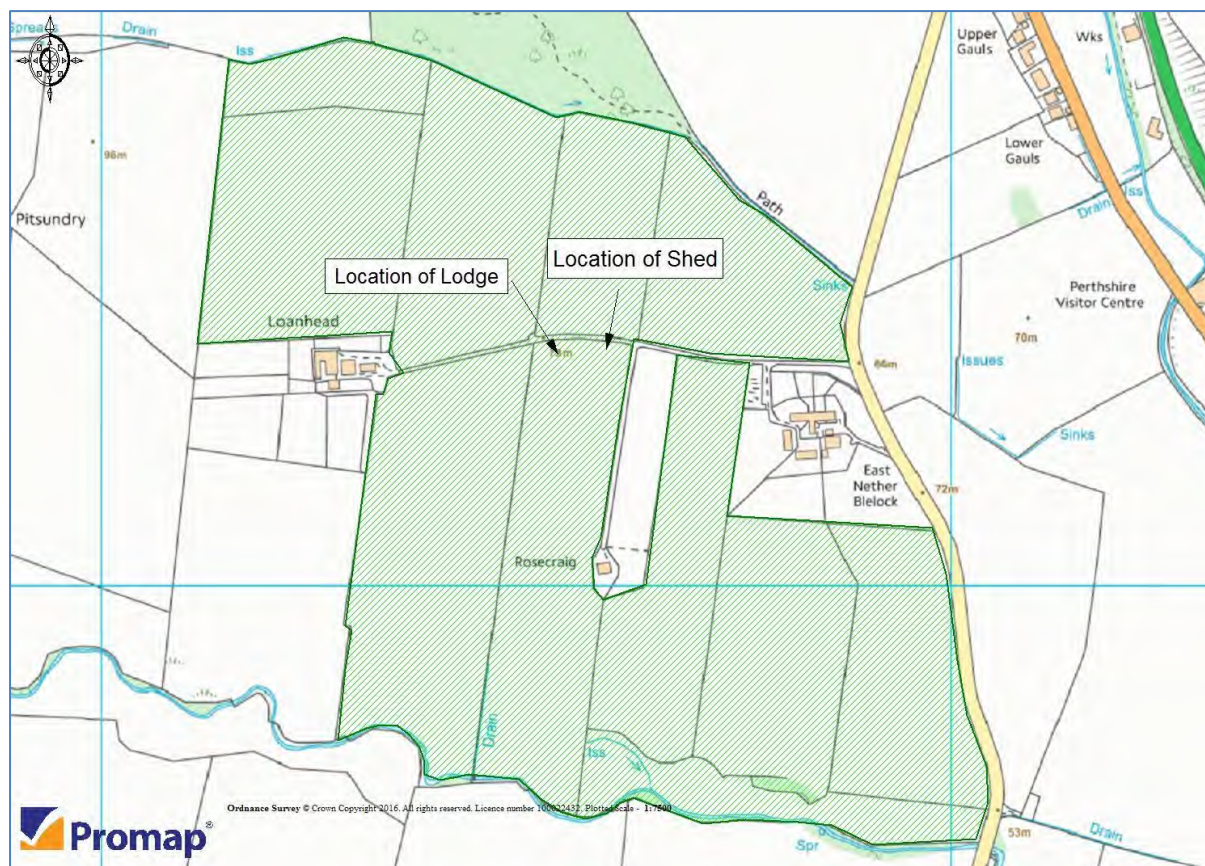 Spreads
Drain
Iss
Upper
Gauls
Wks
96m
Lower
Gauls
Path
Drain
Iss
Pitsundry
Location of Lodge
Location of Shed
Sinks
Perthshire
Visitor Centre
Loanhead
70m
66m
Issues
Sinks
East
Nether
Blelock
72m
Rosecraig
Drain
Iss
Ordnance Survey © Crown Copyright 2016. All rights reserved. Licence number 100022432. Plotted Scale - 1:7500
Promap®
Spr
53m
Drain